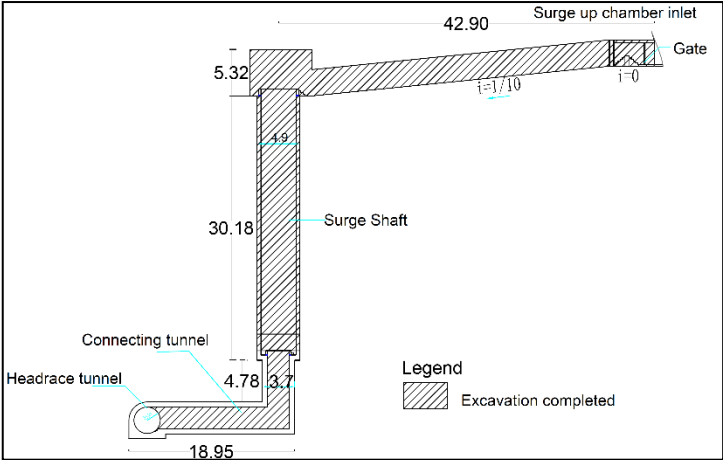 Surge up chamber inlet
42.90
Gate
5.32
i=1/10
i=0
4.9
30.18
Surge Shaft
Connecting tunnel
Legend
Headrace tunnel
4.78
3.7
Excavation completed
18.95